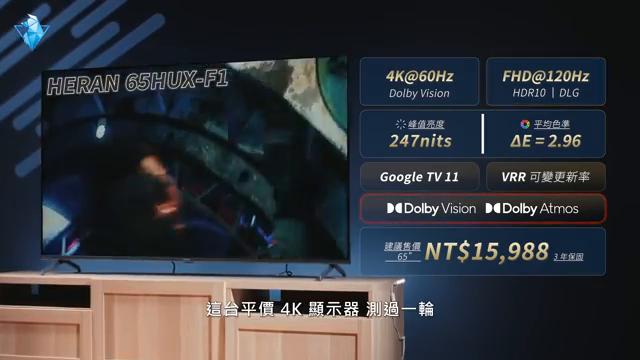 HERAN 65HUX-F1
4K@60Hz
Dolby Vision
FHD@120Hz
HDR10 | DLG
峰值亮度
247nits
平均色準
ΔE = 2.96
Google TV 11
VRR 可變更新率
Dolby Vision Dolby Atmos
建議售價
65"
NT$15,988
3 年保固
這台平價 4K 顯示器 測過一輪